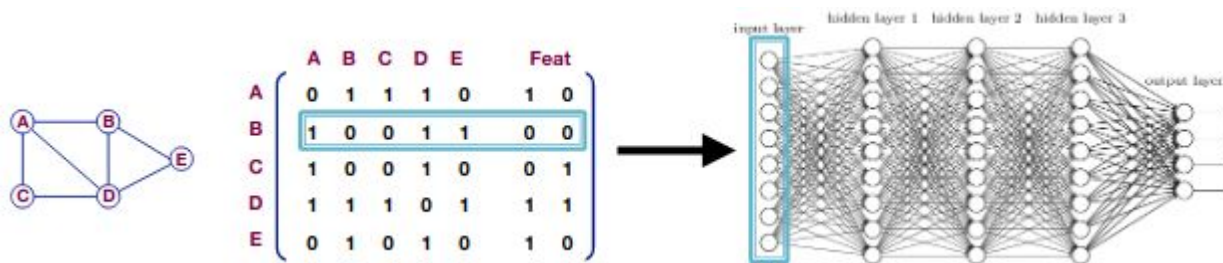 A B
C D
E
A B C D E Feat
A 0 1 1 1 0 1 0
B 1 0 0 1 1 0 0
C 1 0 0 1 0 0 1
D 1 1 1 0 1 1 1
E 0 1 0 1 0 1 0
input layer
hidden layer 1 hidden layer 2 hidden layer 3
output layer